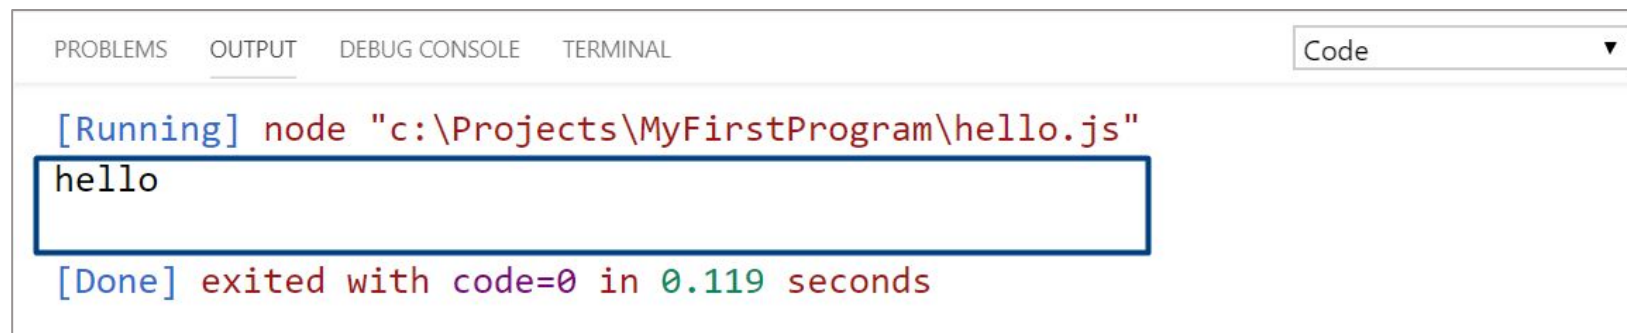 PROBLEMS OUTPUT DEBUG CONSOLE TERMINAL Code
[Running] node "c:\Projects\MyFirstProgram\hello.js"
hello
[Done] exited with code=0 in 0.119 seconds